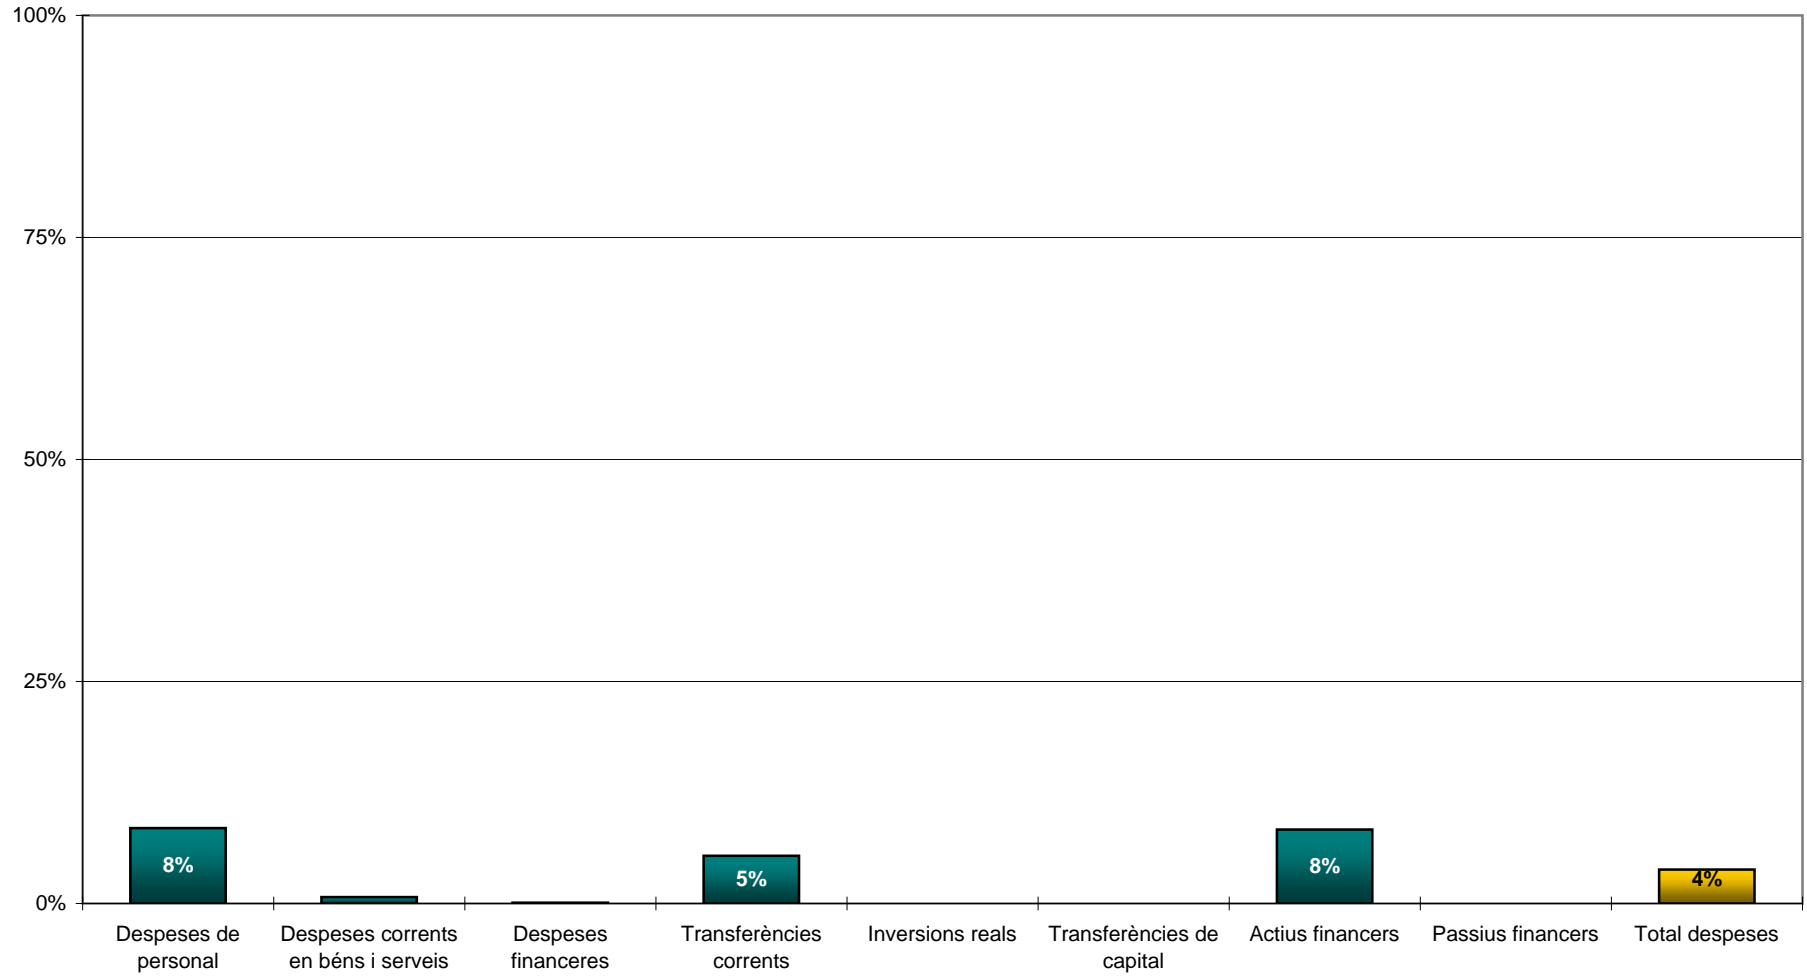 100%
75%
50%
25%
0%
8%
5%
8%
4%
Despeses de
personal
Despeses corrents
en béns i serveis
Despeses
financeres
Transferències
corrents
Inversions reals
Transferències de
capital
Actius financers
Passius financers
Total despeses